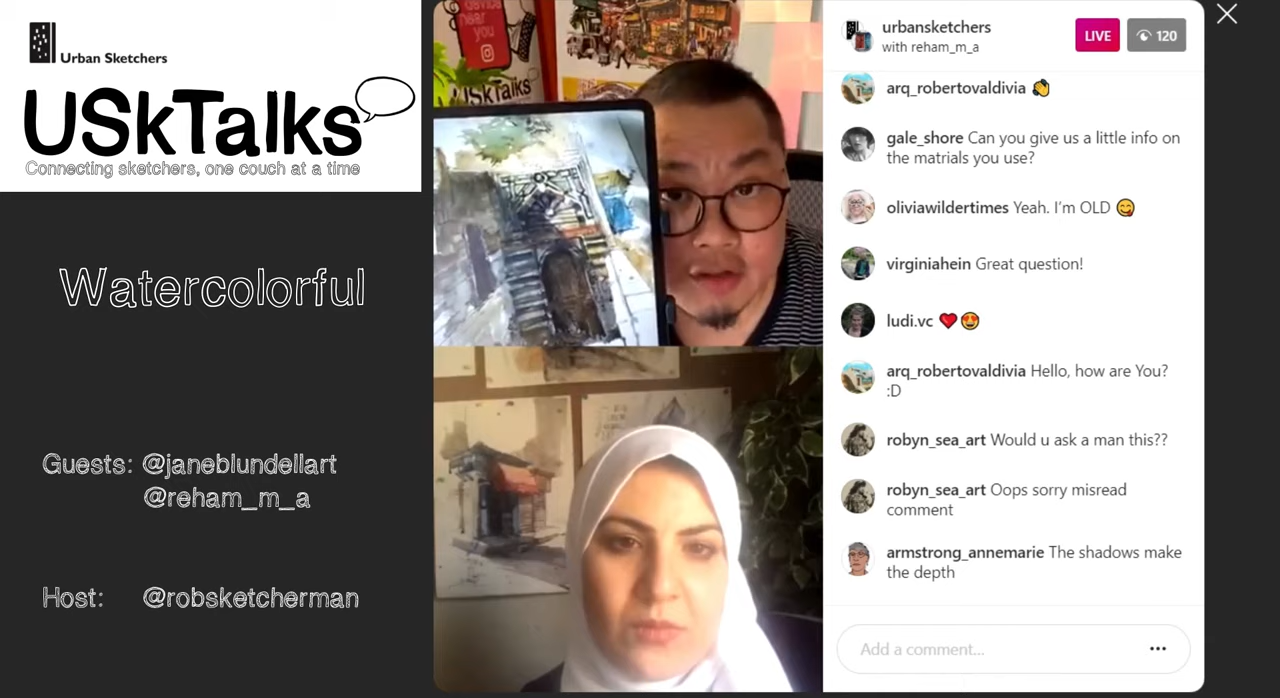 Urban Sketchers
USkTalks
Connecting sketchers, one couch at a time
Watercolorful
Guests: @janeblundellart
@reham_m_a
Host: @robsketcherman
device
near
you
USkTalks
urbansketchers
with reham_m_a
LIVE
120
arq_robertovaldivia 👏
gale_shore Can you give us a little info on
the matrials you use?
oliviawildertimes Yeah. I'm OLD 😋
virginiahein Great question!
ludi.vc ❤️😍
arq_robertovaldivia Hello, how are You?
:D
robyn_sea_art Would u ask a man this??
robyn_sea_art Oops sorry misread
comment
armstrong_annemarie The shadows make
the depth
Add a comment...